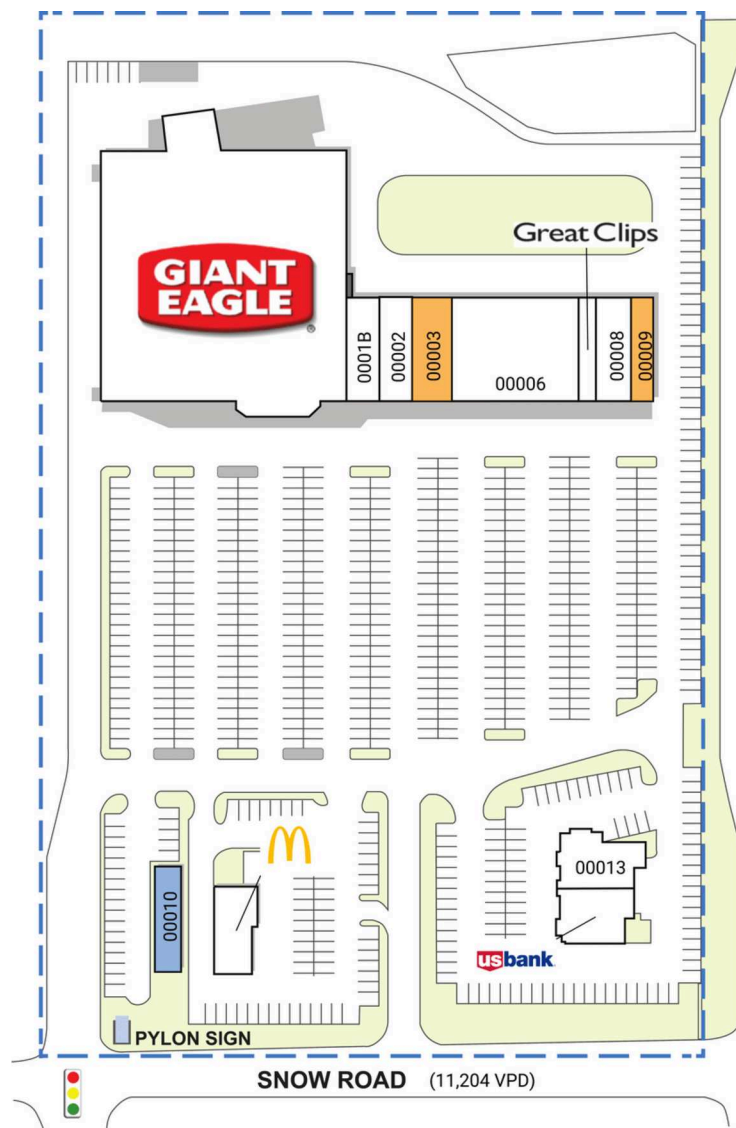 Great Clips
GIANT
EAGLE
®
0001B
00002
00003
00006
00008
00009
00010
00013
usbank
PYLON SIGN
SNOW ROAD (11,204 VPD)